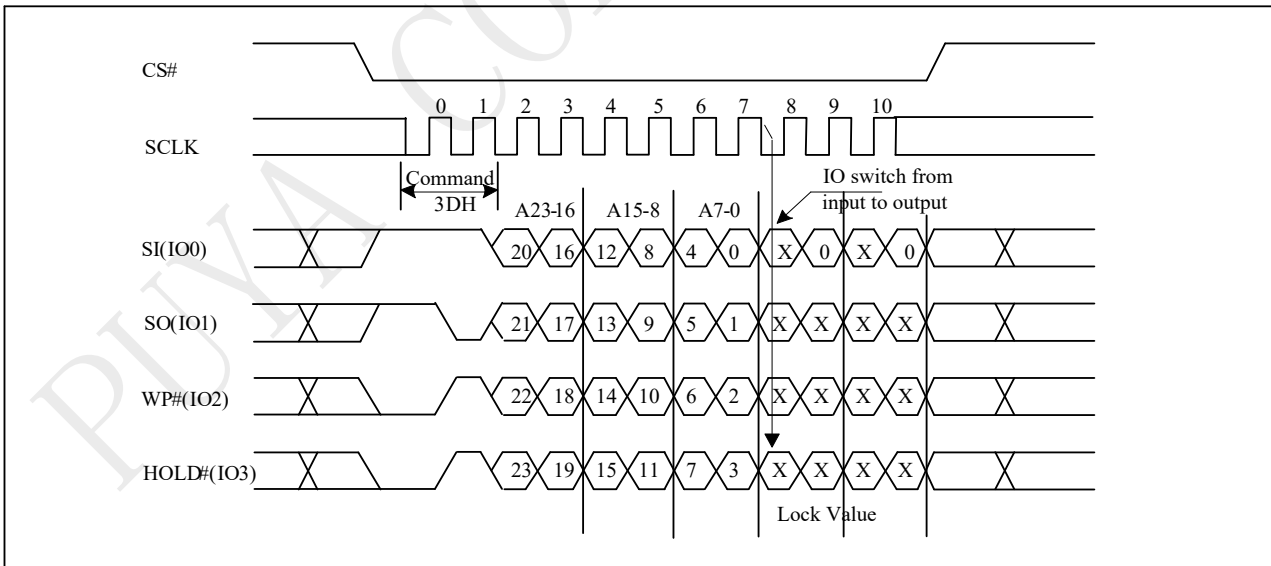 PUYA CO
CS#
0 1 2 3 4 5 6 7 8 9 10
SCLK
Command
3DH
IO switch from
input to output
A23-16 A15-8 A7-0
SI(IO0) 20 16 12 8 4 0 X 0 X 0
SO(IO1) 21 17 13 9 5 1 X X X X
WP#(IO2) 22 18 14 10 6 2 X X X X
HOLD#(IO3) 23 19 15 11 7 3 X X X X
Lock Value